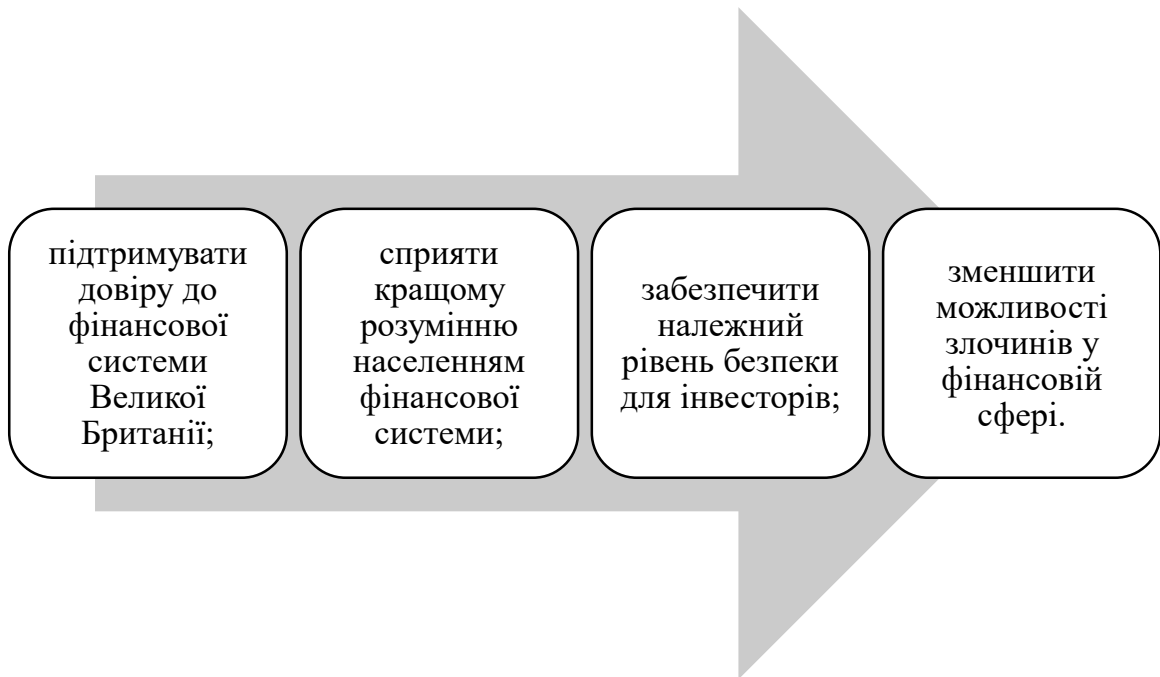 підтримувати
довіру до
фінансової
системи
Великої
Британії;
сприяти
кращому
розумінню
населенням
фінансової
системи;
забезпечити
належний
рівень безпеки
для інвесторів;
зменшити
можливості
злочинів у
фінансовій
сфері.